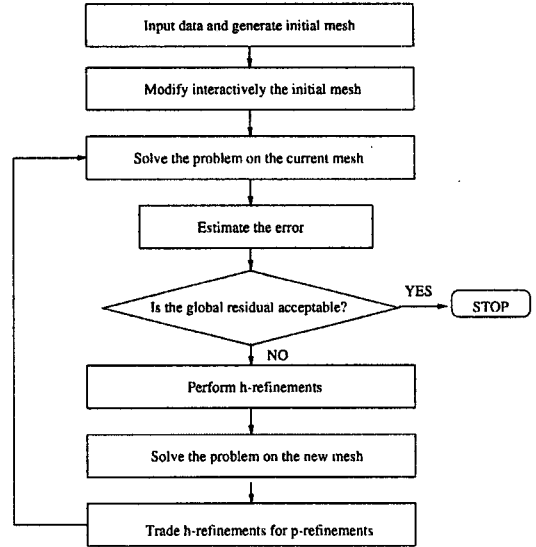 Input data and generate initial mesh
Modify interactively the initial mesh
Solve the problem on the current mesh
Estimate the error
Is the global residual acceptable?
YES
STOP
NO
Perform h-refinements
Solve the problem on the new mesh
Trade h-refinements for p-refinements